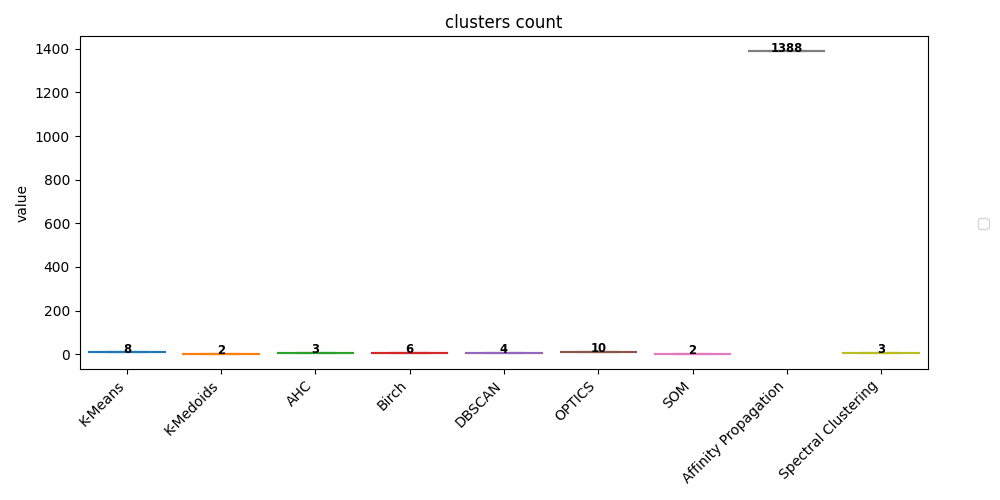 clusters count
1400
1200
1000
800
600
400
200
0
value
8
2
3
6
4
10
2
1388
3
K-Means
K-Medoids
AHC
Birch
DBSCAN
OPTICS
SOM
Affinity Propagation
Spectral Clustering